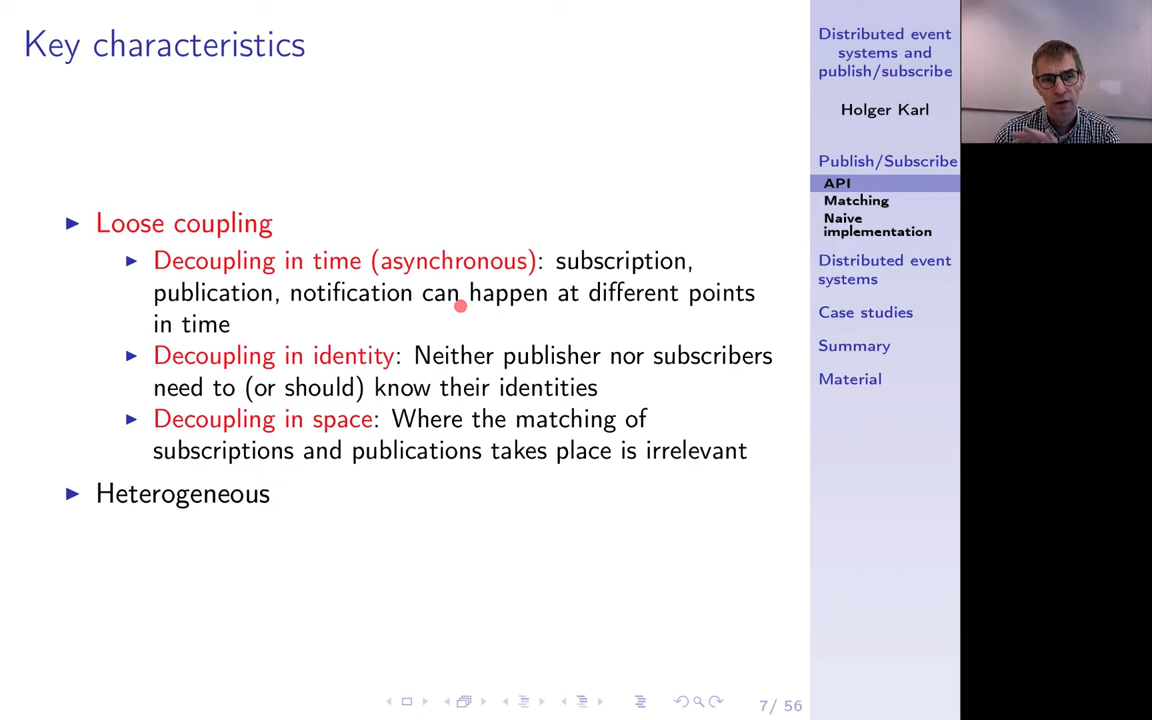 Key characteristics
Loose coupling
Decoupling in time (asynchronous): subscription,
publication, notification can happen at different points
in time
Decoupling in identity: Neither publisher nor subscribers
need to (or should) know their identities
Decoupling in space: Where the matching of
subscriptions and publications takes place is irrelevant
Heterogeneous
7/ 56
Distributed event
systems and
publish/subscribe
Holger Karl
Publish/Subscribe
API
Matching
Naive
implementation
Distributed event
systems
Case studies
Summary
Material